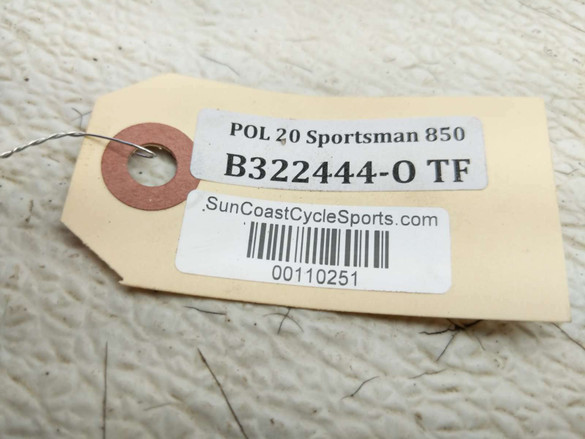 POL 20 Sportsman 850
B322444-O TF
SunCoastCycleSports.com
00110251